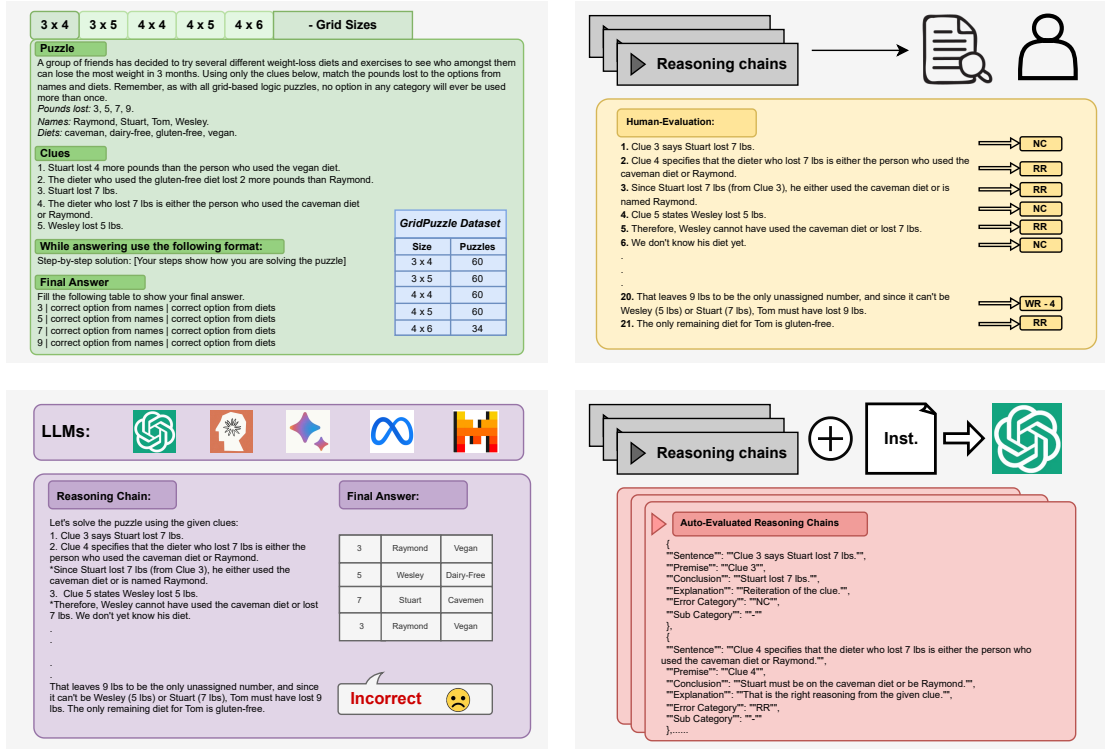 3 x 4 3 x 5 4 x 4 4 x 5 4 x 6 - Grid Sizes
Puzzle
A group of friends has decided to try several different weight-loss diets and exercises to see who amongst them
can lose the most weight in 3 months. Using only the clues below, match the pounds lost to the options from
names and diets. Remember, as with all grid-based logic puzzles, no option in any category will ever be used
more than once.
Pounds lost: 3, 5, 7, 9.
Names: Raymond, Stuart, Tom, Wesley.
Diets: caveman, dairy-free, gluten-free, vegan.
Clues
1. Stuart lost 4 more pounds than the person who used the vegan diet.
2. The dieter who used the gluten-free diet lost 2 more pounds than Raymond.
3. Stuart lost 7 lbs.
4. The dieter who lost 7 lbs is either the person who used the caveman diet
or Raymond.
5. Wesley lost 5 lbs.
While answering use the following format:
Step-by-step solution: [Your steps show how you are solving the puzzle]
Final Answer
Fill the following table to show your final answer.
3 | correct option from names | correct option from diets
5 | correct option from names | correct option from diets
7 | correct option from names | correct option from diets
9 | correct option from names | correct option from diets
GridPuzzle Dataset
Size Puzzles
3 x 4 60
3 x 5 60
4 x 4 60
4 x 5 60
4 x 6 34
Reasoning chains
Human-Evaluation:
1. Clue 3 says Stuart lost 7 lbs. NC
2. Clue 4 specifies that the dieter who lost 7 lbs is either the person who used the
caveman diet or Raymond. RR
3. Since Stuart lost 7 lbs (from Clue 3), he either used the caveman diet or is
named Raymond. RR
4. Clue 5 states Wesley lost 5 lbs. NC
5. Therefore, Wesley cannot have used the caveman diet or lost 7 lbs. RR
6. We don't know his diet yet. NC
.
.
.
20. That leaves 9 lbs to be the only unassigned number, and since it can't be
Wesley (5 lbs) or Stuart (7 lbs), Tom must have lost 9 lbs. WR - 4
21. The only remaining diet for Tom is gluten-free. RR
LLMs:
Reasoning Chain:
Let's solve the puzzle using the given clues:
1. Clue 3 says Stuart lost 7 lbs.
2. Clue 4 specifies that the dieter who lost 7 lbs is either the
person who used the caveman diet or Raymond.
*Since Stuart lost 7 lbs (from Clue 3), he either used the
caveman diet or is named Raymond.
3. Clue 5 states Wesley lost 5 lbs.
*Therefore, Wesley cannot have used the caveman diet or lost
7 lbs. We don't yet know his diet.
.
.
.
.
That leaves 9 lbs to be the only unassigned number, and since
it can't be Wesley (5 lbs) or Stuart (7 lbs), Tom must have lost 9
lbs. The only remaining diet for Tom is gluten-free.
Final Answer:
3 Raymond Vegan
5 Wesley Dairy-Free
7 Stuart Cavemen
3 Raymond Vegan
Incorrect
Reasoning chains
Inst.
Auto-Evaluated Reasoning Chains
{
""Sentence"": ""Clue 3 says Stuart lost 7 lbs."",
""Premise"": ""Clue 3"",
""Conclusion"": ""Stuart lost 7 lbs."",
""Explanation"": ""Reiteration of the clue."",
""Error Category"": ""NC"",
""Sub Category"": ""-""
},
{
""Sentence"": ""Clue 4 specifies that the dieter who lost 7 lbs is either the person who
used the caveman diet or Raymond."",
""Premise"": ""Clue 4"",
""Conclusion"": ""Stuart must be on the caveman diet or be Raymond."",
""Explanation"": ""That is the right reasoning from the given clue."",
""Error Category"": ""RR"",
""Sub Category"": ""-""
},......